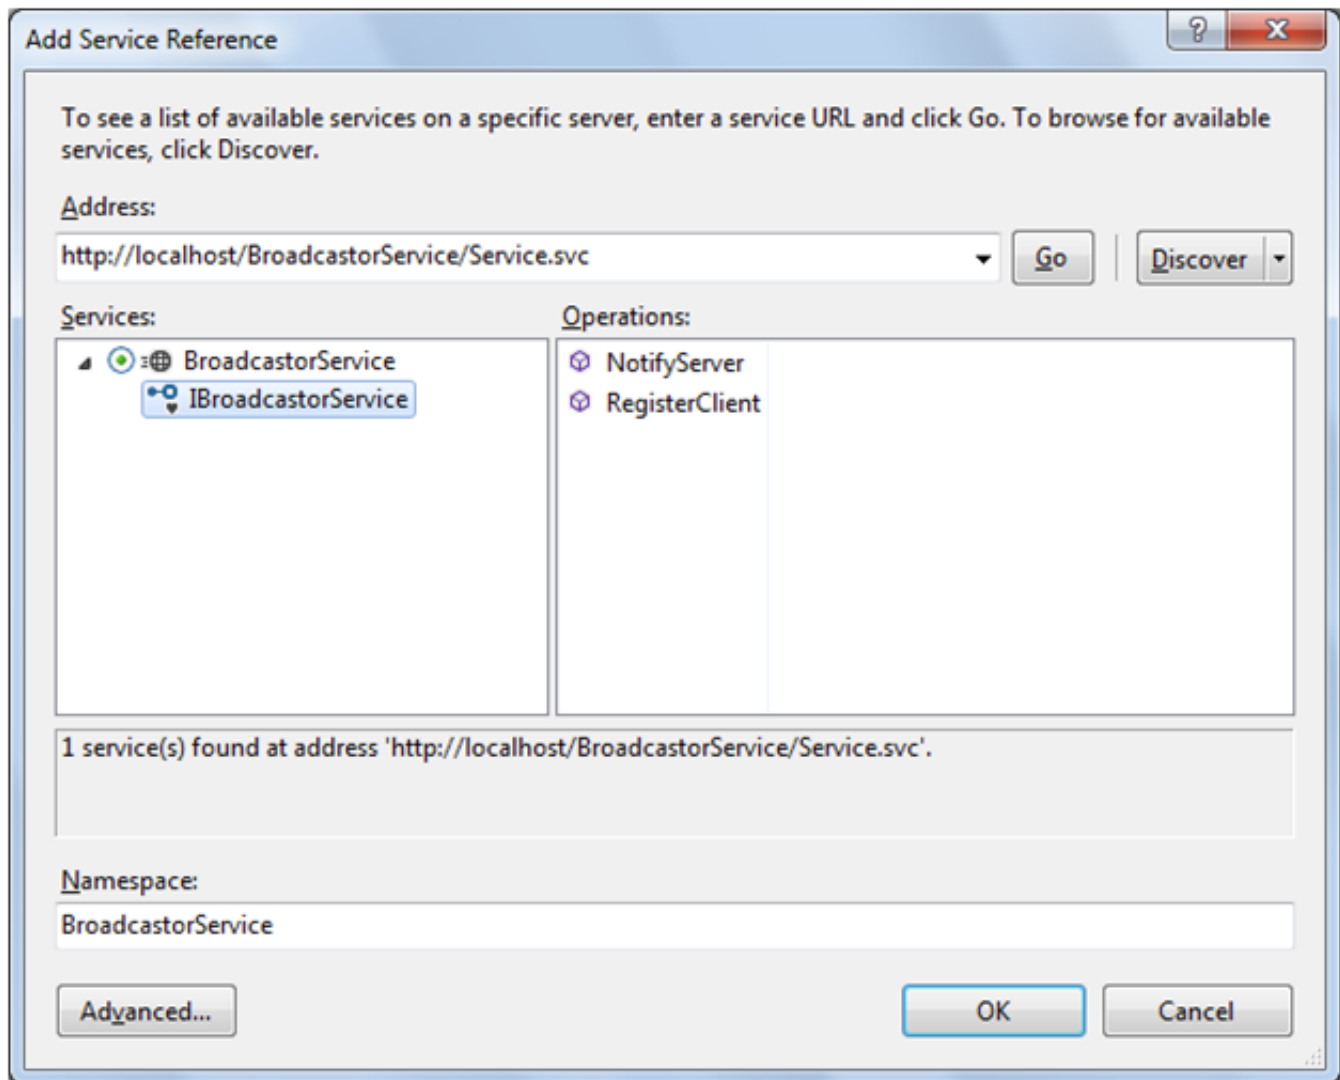 Add Service Reference
To see a list of available services on a specific server, enter a service URL and click Go. To browse for available
services, click Discover.
Address:
http://localhost/BroadcastorService/Service.svc
Go
Discover
Services:
Operations:
BroadcastorService
IBroadcastorService
NotifyServer
RegisterClient
1 service(s) found at address 'http://localhost/BroadcastorService/Service.svc'.
Namespace:
BroadcastorService
Advanced...
OK
Cancel